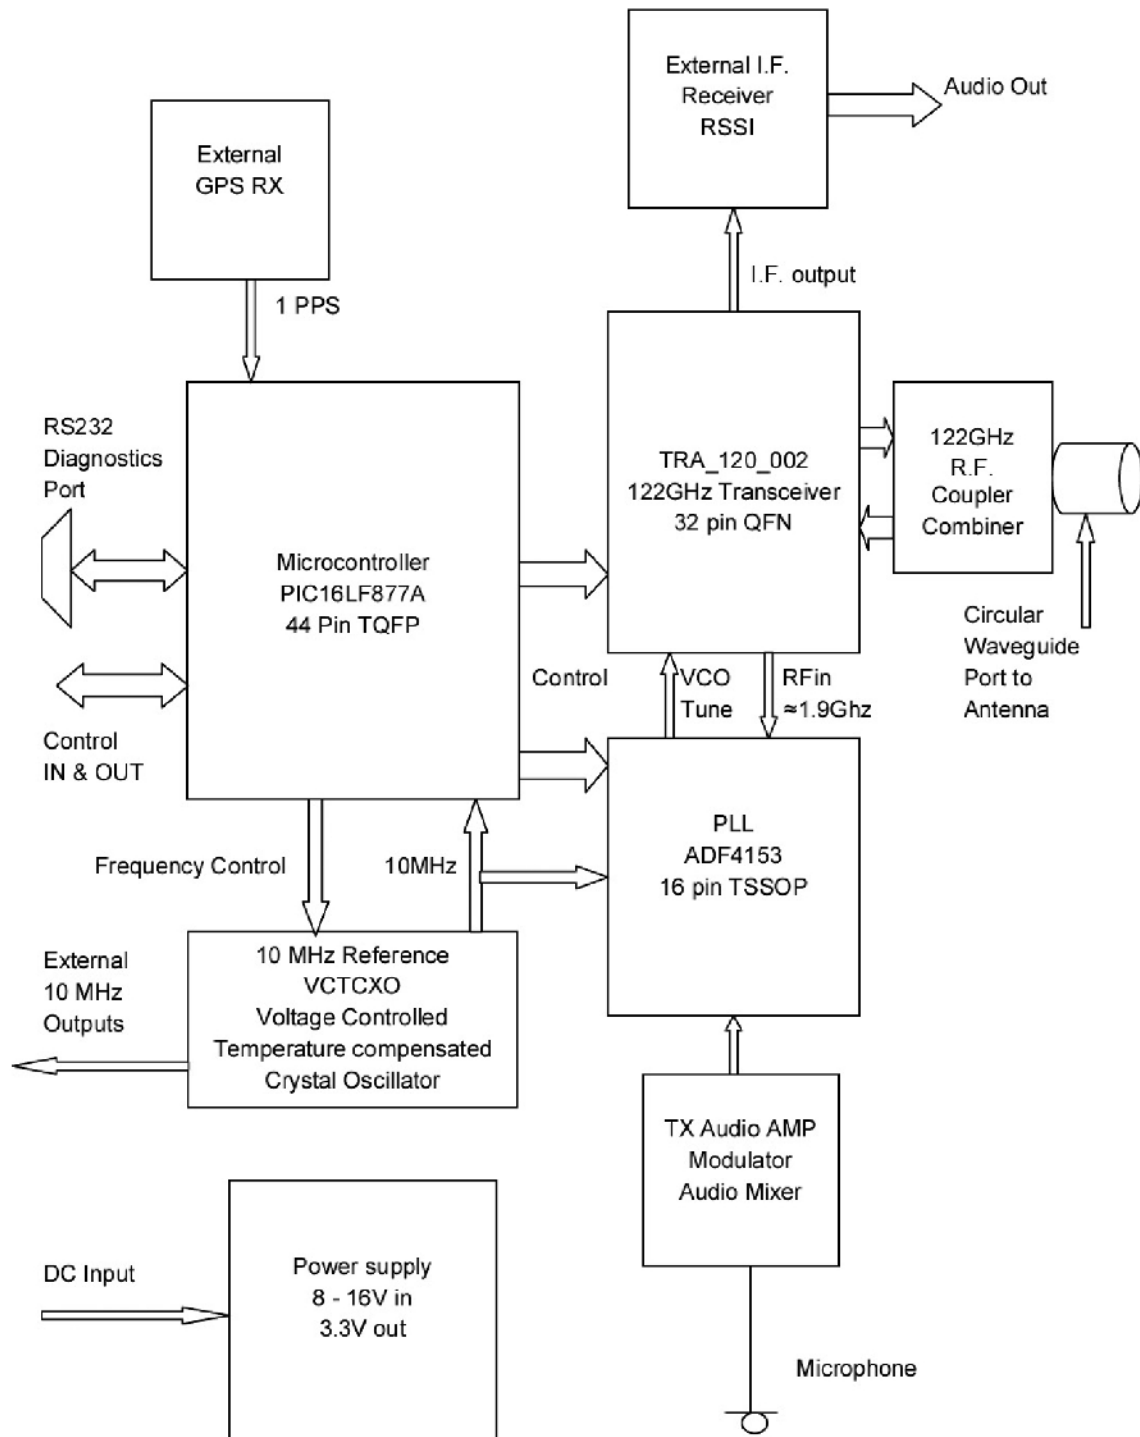 External I.F.
Receiver
RSSI
Audio Out
External
GPS RX
1 PPS
I.F. output
RS232
Diagnostics
Port
Microcontroller
PIC16LF877A
44 Pin TQFP
TRA_120_002
122GHz Transceiver
32 pin QFN
122GHz
R.F.
Coupler
Combiner
Circular
Waveguide
Port to
Antenna
Control
IN & OUT
Control
VCO
Tune
RFin
≈1.9Ghz
Frequency Control
10MHz
PLL
ADF4153
16 pin TSSOP
External
10 MHz
Outputs
10 MHz Reference
VCTCXO
Voltage Controlled
Temperature compensated
Crystal Oscillator
TX Audio AMP
Modulator
Audio Mixer
DC Input
Power supply
8 - 16V in
3.3V out
Microphone